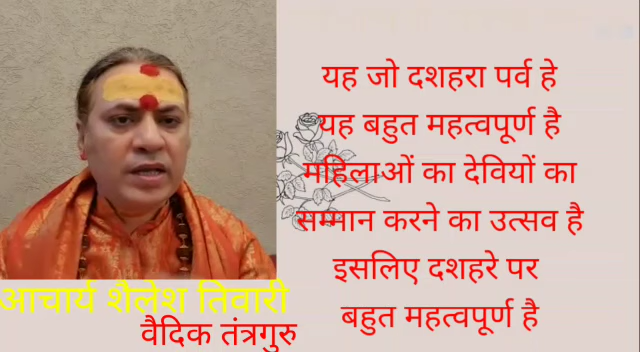 यह जो दशहरा पर्व हे
यह बहुत महत्वपूर्ण है
महिलाओं का देवियों का
सम्मान करने का उत्सव है
इसलिए दशहरे पर
बहुत महत्वपूर्ण है
आचार्य शैलेश तिवारी
वैदिक तंत्रगुरु